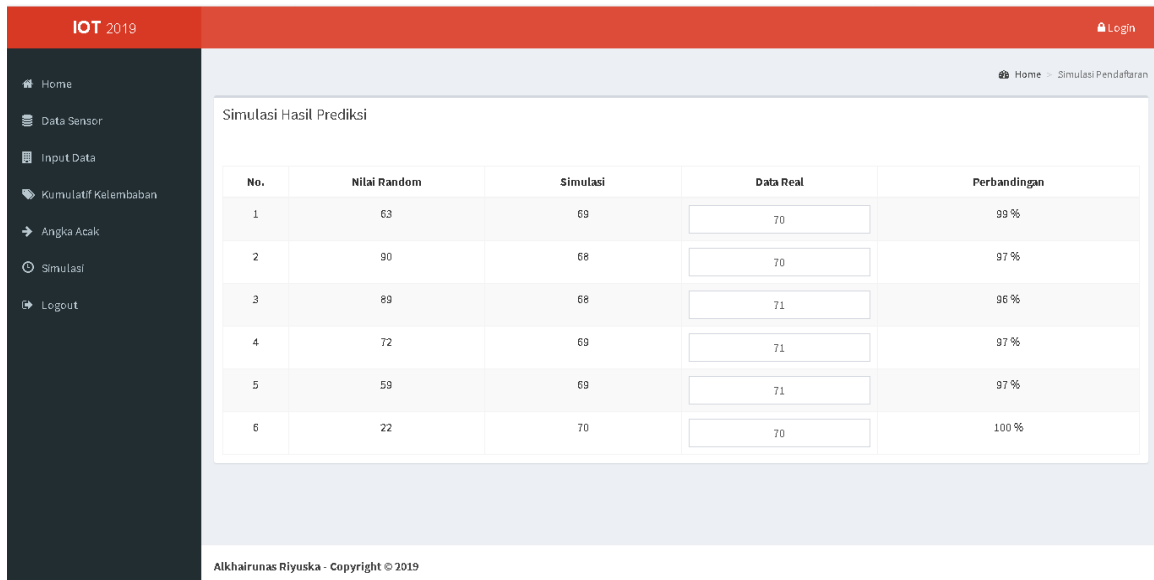 IOT 2019
Login
Home
Data Sensor
Input Data
Kumulatif Kelembaban
Angka Acak
Simulasi
Logout
Home > Simulasi Pendaftaran
Simulasi Hasil Prediksi
No. Nilai Random Simulasi Data Real Perbandingan
1 63 69 70 99 %
2 90 68 70 97 %
3 89 68 71 96 %
4 72 69 71 97 %
5 59 69 71 97 %
6 22 70 70 100 %
Alkhairunas Riyuska - Copyright © 2019